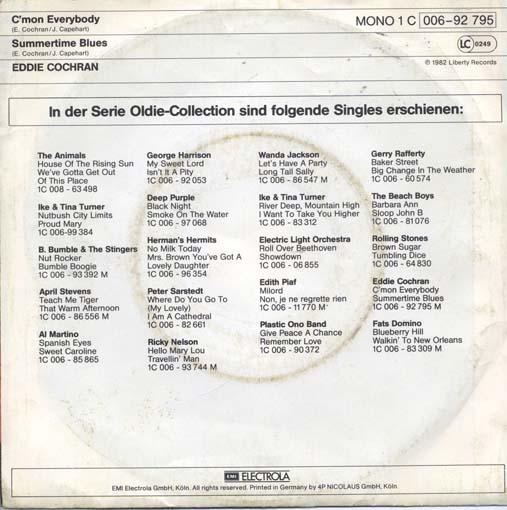 C'mon Everybody
(E. Cochran/J. Capehart)
Summertime Blues
(E. Cochran/J. Capehart)
EDDIE COCHRAN
MONO 1 C 006-92 795
LC 0249
℗ 1982 Liberty Records
In der Serie Oldie-Collection sind folgende Singles erschienen:
The Animals
House Of The Rising Sun
We've Gotta Get Out
Of This Place
1C 008 - 63 498
Ike & Tina Turner
Nutbush City Limits
Proud Mary
1C 006-99 384
B. Bumble & The Stingers
Nut Rocker
Bumble Boogie
1C 006 - 93 392 M
April Stevens
Teach Me Tiger
That Warm Afternoon
1C 006 - 86 556 M
Al Martino
Spanish Eyes
Sweet Caroline
1C 006 - 85 865
George Harrison
My Sweet Lord
Isn't It A Pity
1C 006 - 92 053
Deep Purple
Black Night
Smoke On The Water
1C 006 - 97 068
Herman's Hermits
No Milk Today
Mrs. Brown You've Got A
Lovely Daughter
1C 006 - 96 354
Peter Sarstedt
Where Do You Go To
(My Lovely)
I Am A Cathedral
1C 006 - 82 661
Ricky Nelson
Hello Mary Lou
Travellin' Man
1C 006 - 93 744 M
Wanda Jackson
Let's Have A Party
Long Tall Sally
1C 006 - 86 547 M
Ike & Tina Turner
River Deep, Mountain High
I Want To Take You Higher
1C 006 - 83 312
Electric Light Orchestra
Roll Over Beethoven
Showdown
1C 006 - 06 855
Edith Piaf
Milord
Non, je ne regrette rien
1C 006 - 11 770 M
Plastic Ono Band
Give Peace A Chance
Remember Love
1C 006 - 90 372
Gerry Rafferty
Baker Street
Big Change In The Weather
1C 006 - 60 574
The Beach Boys
Barbara Ann
Sloop John B
1C 006 - 81 076
Rolling Stones
Brown Sugar
Tumbling Dice
1C 006 - 64 830
Eddie Cochran
C'mon Everybody
Summertime Blues
1C 006 - 92 795 M
Fats Domino
Blueberry Hill
Walkin' To New Orleans
1C 006 - 83 309 M
EMI ELECTROLA
EMI Electrola GmbH, Köln. All rights reserved. Printed in Germany by 4P NICOLAUS GmbH, Köln.